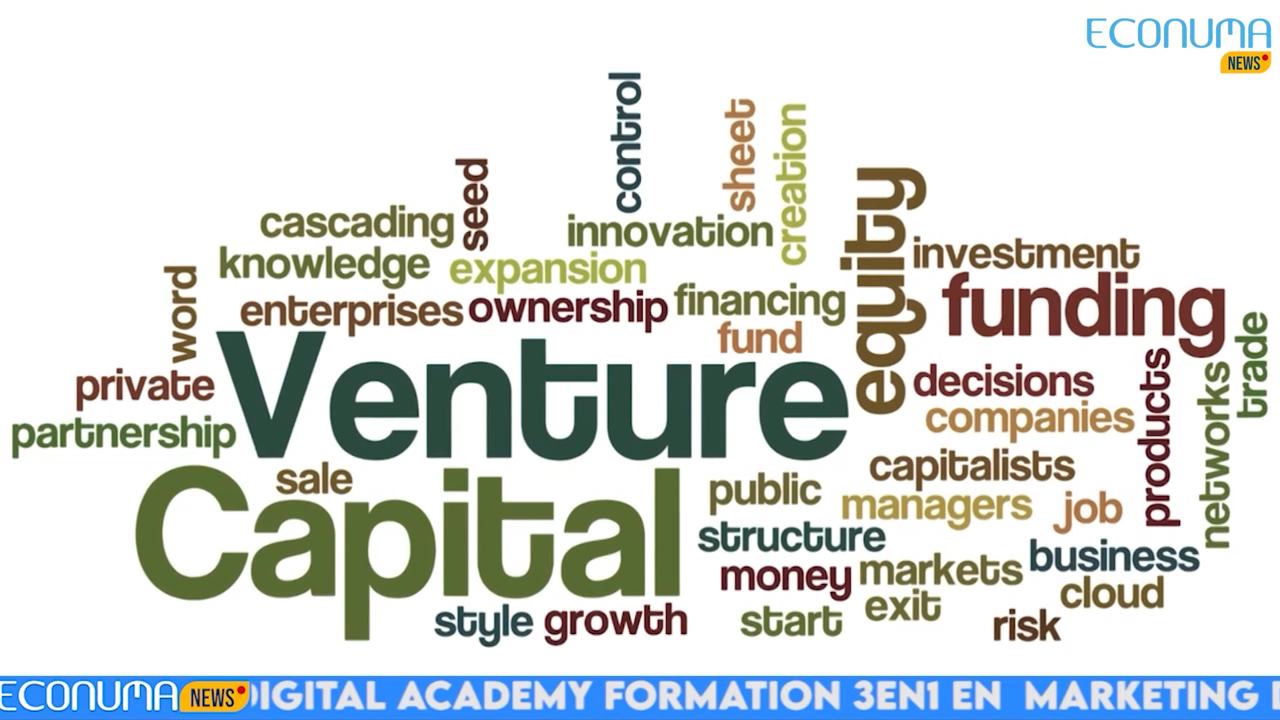 ECONUMA
NEWS
control
sheet
creation
seed
equity
cascading
innovation
knowledge
expansion
investment
word
enterprises
ownership
financing
funding
fund
trade
private
Venture
decisions
products
networks
partnership
companies
Capital
sale
public
capitalists
managers
job
structure
business
money
markets
cloud
style
growth
start
exit
risk
ECONUMA NEWS DIGITAL ACADEMY FORMATION 3EN1 EN MARKETING